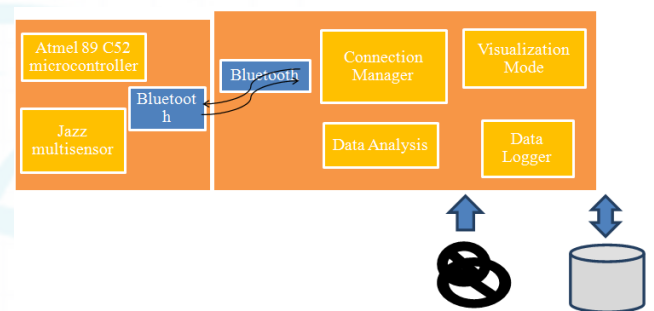 Atmel 89 C52
microcontroller
Jazz
multisensor
Bluetoot
h
Bluetooth
Connection
Manager
Visualization
Mode
Data Analysis
Data
Logger